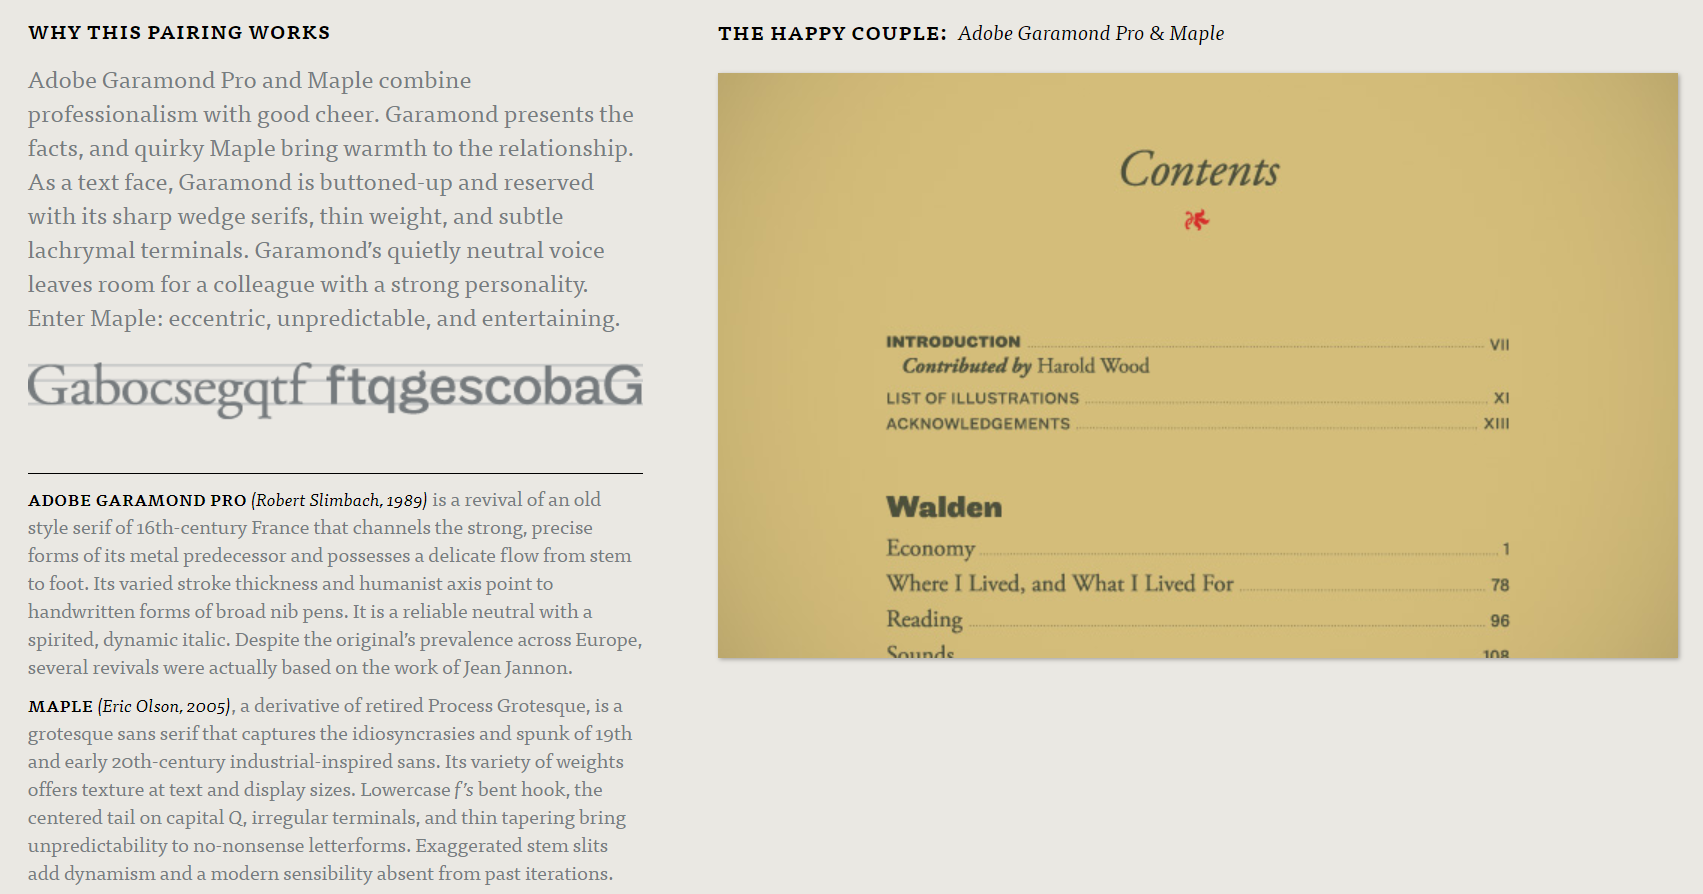 WHY THIS PAIRING WORKS
Adobe Garamond Pro and Maple combine
professionalism with good cheer. Garamond presents the
facts, and quirky Maple bring warmth to the relationship.
As a text face, Garamond is buttoned-up and reserved
with its sharp wedge serifs, thin weight, and subtle
lachrymal terminals. Garamond’s quietly neutral voice
leaves room for a colleague with a strong personality.
Enter Maple: eccentric, unpredictable, and entertaining.
Gabocsegqtf ftqgescobaG
ADOBE GARAMOND PRO (Robert Slimbach, 1989) is a revival of an old
style serif of 16th-century France that channels the strong, precise
forms of its metal predecessor and possesses a delicate flow from stem
to foot. Its varied stroke thickness and humanist axis point to
handwritten forms of broad nib pens. It is a reliable neutral with a
spirited, dynamic italic. Despite the original’s prevalence across Europe,
several revivals were actually based on the work of Jean Jannon.
MAPLE (Eric Olson, 2005), a derivative of retired Process Grotesque, is a
grotesque sans serif that captures the idiosyncrasies and spunk of 19th
and early 20th-century industrial-inspired sans. Its variety of weights
offers texture at text and display sizes. Lowercase f’s bent hook, the
centered tail on capital Q, irregular terminals, and thin tapering bring
unpredictability to no-nonsense letterforms. Exaggerated stem slits
add dynamism and a modern sensibility absent from past iterations.
THE HAPPY COUPLE: Adobe Garamond Pro & Maple
Contents
INTRODUCTION VII
Contributed by Harold Wood
LIST OF ILLUSTRATIONS XI
ACKNOWLEDGEMENTS XIII
Walden
Economy 1
Where I Lived, and What I Lived For 78
Reading 96
Sounds 108